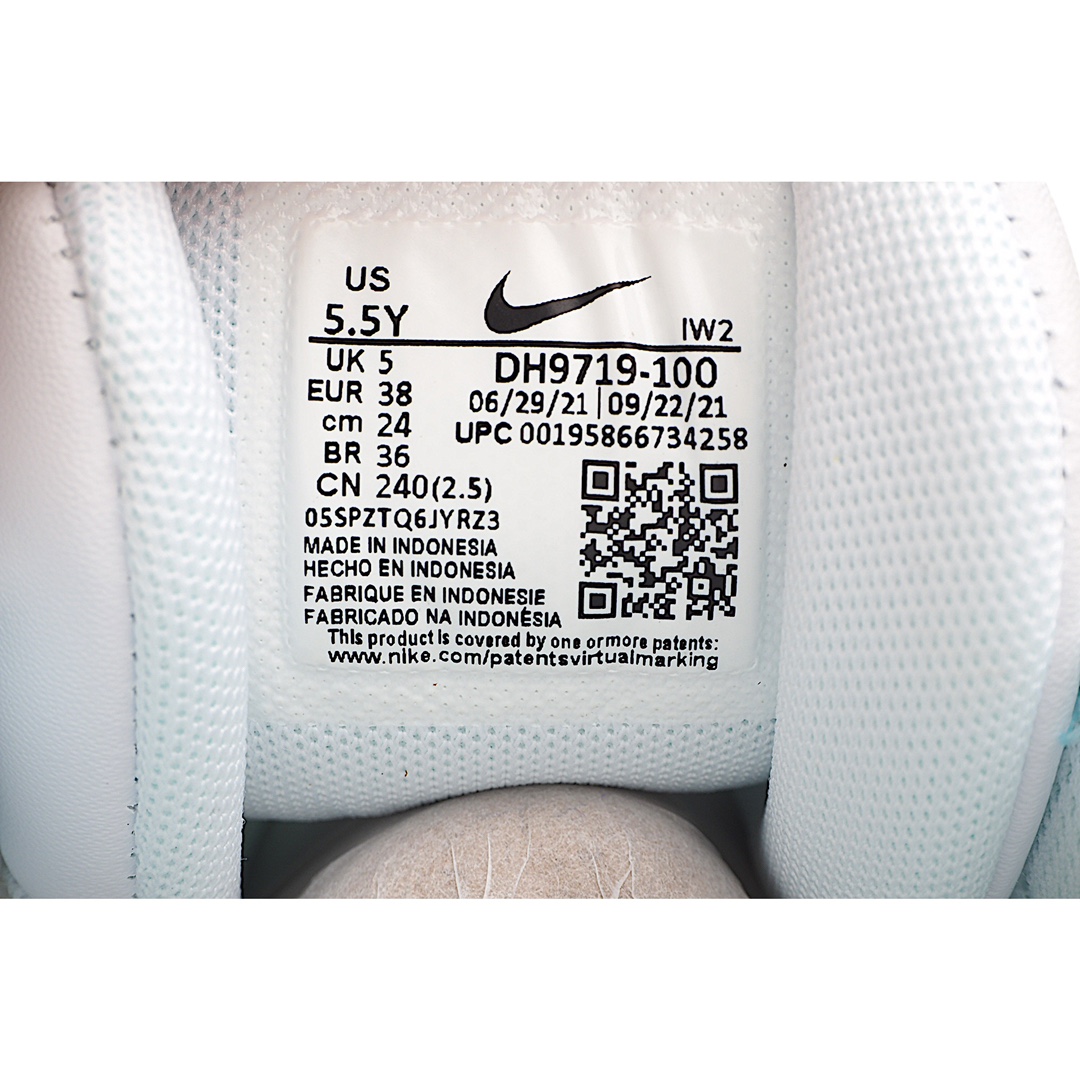 US
5.5Y
IW2
UK 5
DH9719-100
EUR 38
06/29/21|09/22/21
cm 24
UPC 00195866734258
BR 36
CN 240(2.5)
05SPZTQ6JYRZ3
MADE IN INDONESIA
HECHO EN INDONESIA
FABRIQUE EN INDONESIE
FABRICADO NA INDONÉSIA
This product is covered by one or more patents:
www.nike.com/patentsvirtualmarking